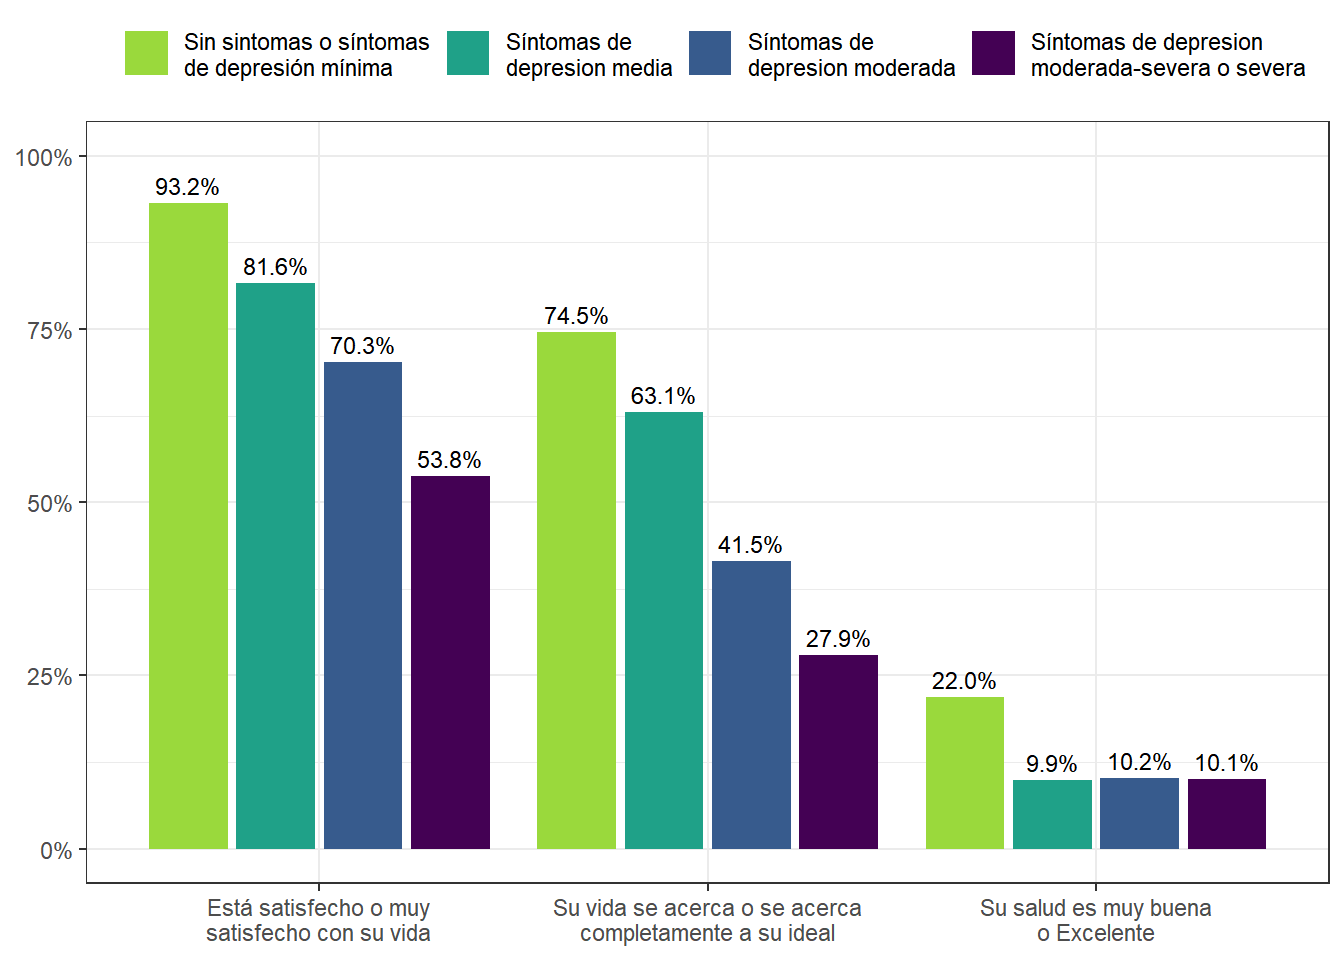 Sin sintomas o síntomas
de depresión mínima
Síntomas de
depresion media
Síntomas de
depresion moderada
Síntomas de depresion
moderada-severa o severa
100%
75%
50%
25%
0%
93.2%
81.6%
70.3%
53.8%
74.5%
63.1%
41.5%
27.9%
22.0%
9.9%
10.2%
10.1%
Está satisfecho o muy
satisfecho con su vida
Su vida se acerca o se acerca
completamente a su ideal
Su salud es muy buena
o Excelente